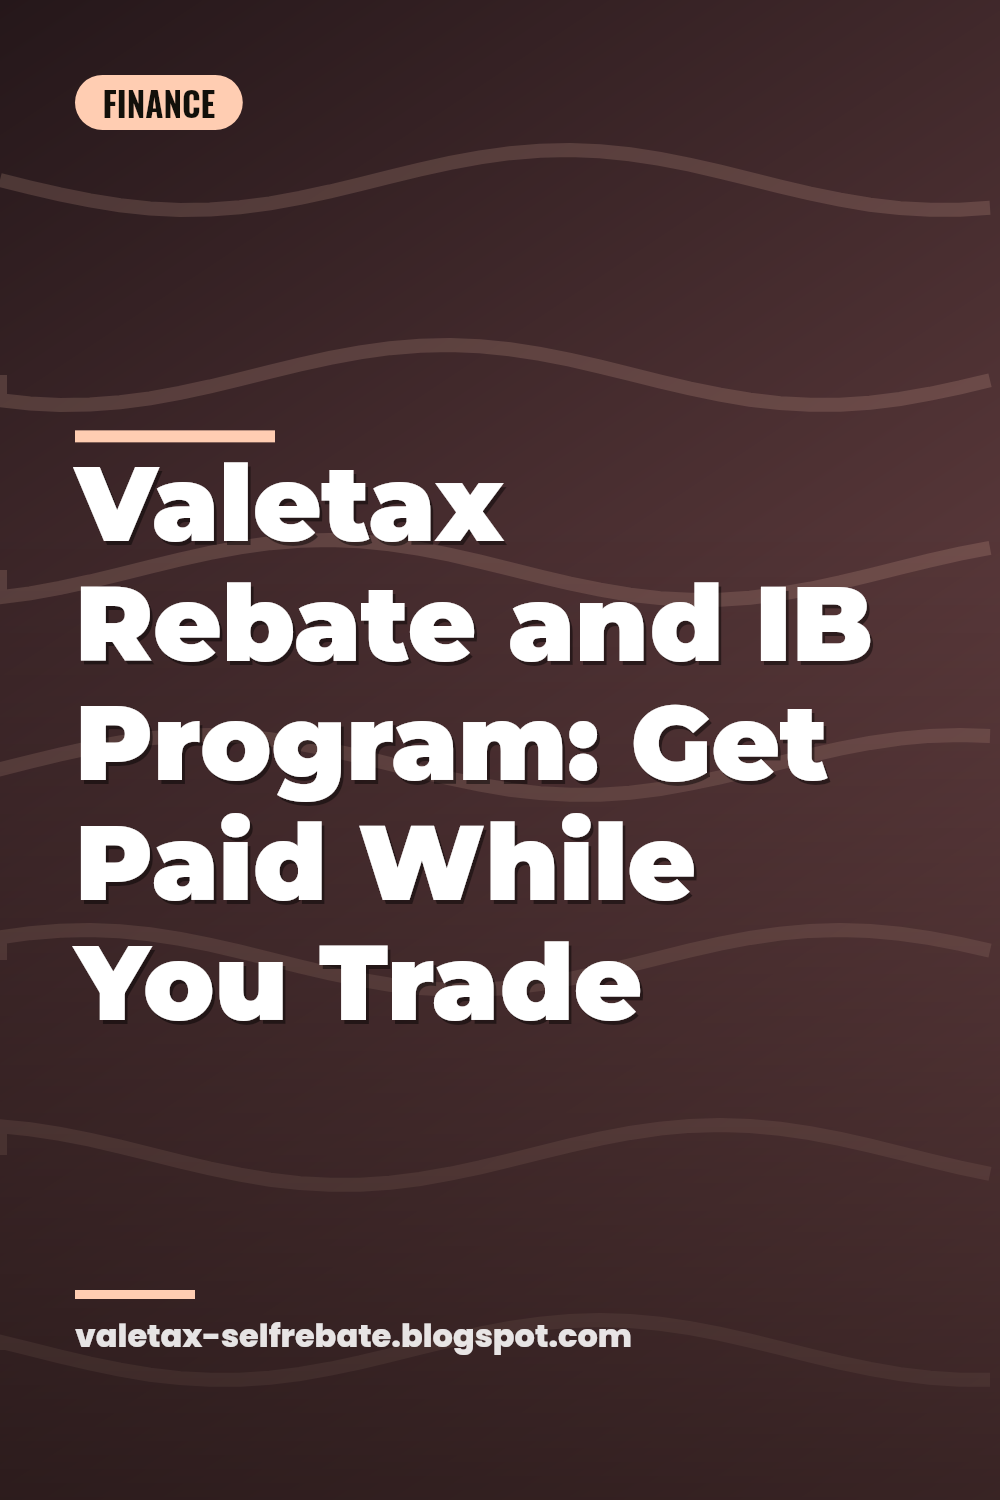 FINANCE
Valetax
Rebate and IB
Program: Get
Paid While
You Trade
valetax-selfrebate.blogspot.com